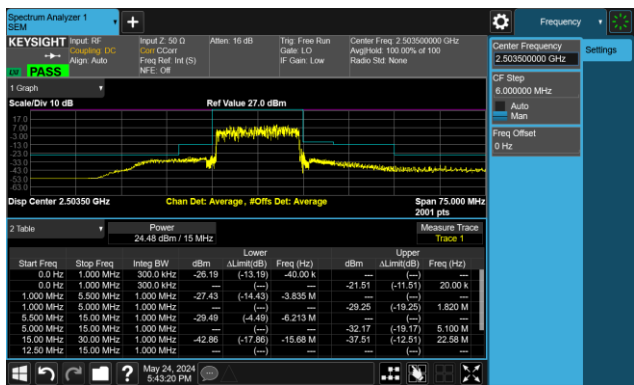 Spectrum Analyzer 1
SEM
Frequency
KEYSIGHT Input: RF
Coupling: DC
Align: Auto
Input Z: 50 Ω
Corr CCorr
Freq Ref: Int (S)
NFE: Off
Atten: 16 dB
Trig: Free Run
Gate: LO
IF Gain: Low
Center Freq: 2.503500000 GHz
Avg|Hold: 100.00% of 100
Radio Std: None
PASS
Center Frequency
2.503500000 GHz
Settings
CF Step
6.000000 MHz
Auto
Man
Freq Offset
0 Hz
1 Graph
Scale/Div 10 dB
Ref Value 27.0 dBm
17.0
7.00
-3.00
-13.0
-23.0
-33.0
-43.0
-53.0
-63.0
Disp Center 2.50350 GHz
Chan Det: Average, #Offs Det: Average
Span 75.000 MHz
2001 pts
2 Table
Power
24.48 dBm / 15 MHz
Measure Trace
Trace 1
Lower Upper
Start Freq Stop Freq Integ BW dBm ΔLimit(dB) Freq (Hz) dBm ΔLimit(dB) Freq (Hz)
0.0 Hz 1.000 MHz 300.0 kHz -26.19 (-13.19) -40.00 k --- (---) ---
0.0 Hz 1.000 MHz 300.0 kHz --- (---) --- -21.51 (-11.51) 20.00 k
1.000 MHz 5.500 MHz 1.000 MHz -27.43 (-14.43) -3.835 M --- (---) ---
1.000 MHz 5.000 MHz 1.000 MHz --- (---) --- -29.25 (-19.25) 1.820 M
5.500 MHz 15.00 MHz 1.000 MHz -29.49 (-4.49) -6.213 M --- (---) ---
5.000 MHz 15.00 MHz 1.000 MHz --- (---) --- -32.17 (-19.17) 5.100 M
15.00 MHz 30.00 MHz 1.000 MHz -42.86 (-17.86) -15.68 M -37.51 (-12.51) 22.58 M
12.50 MHz 15.00 MHz 1.000 MHz --- (---) --- --- (---) ---
May 24, 2024
5:43:20 PM